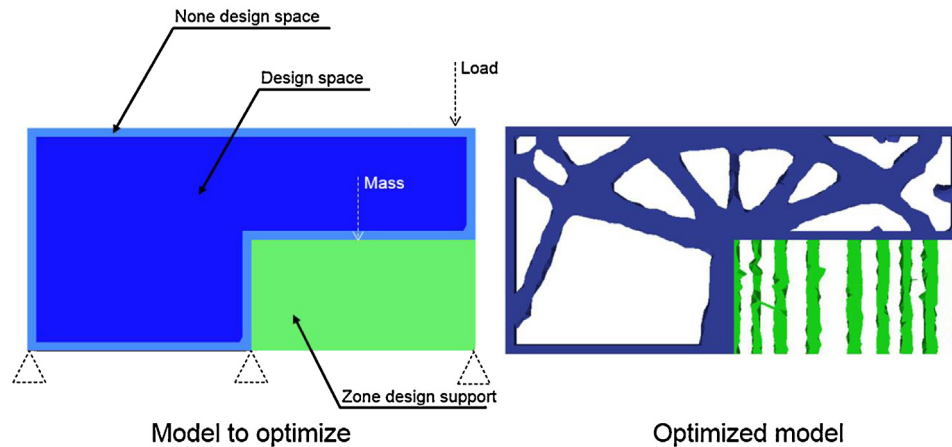 None design space
Design space
Load
Mass
Zone design support
Model to optimize
Optimized model